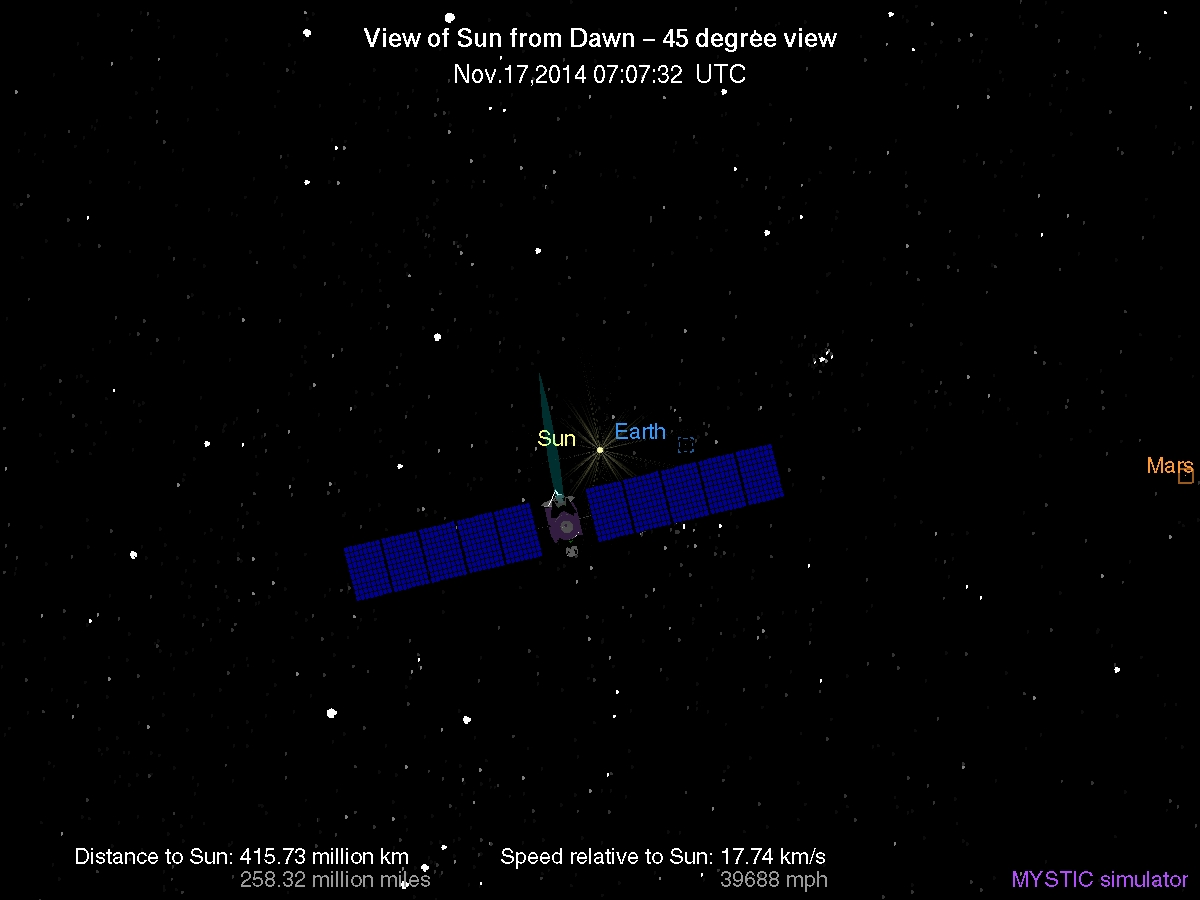 View of Sun from Dawn – 45 degree view
Nov.17,2014 07:07:32 UTC
Sun
Earth
Mars
Distance to Sun: 415.73 million km
258.32 million miles
Speed relative to Sun: 17.74 km/s
39688 mph
MYSTIC simulator